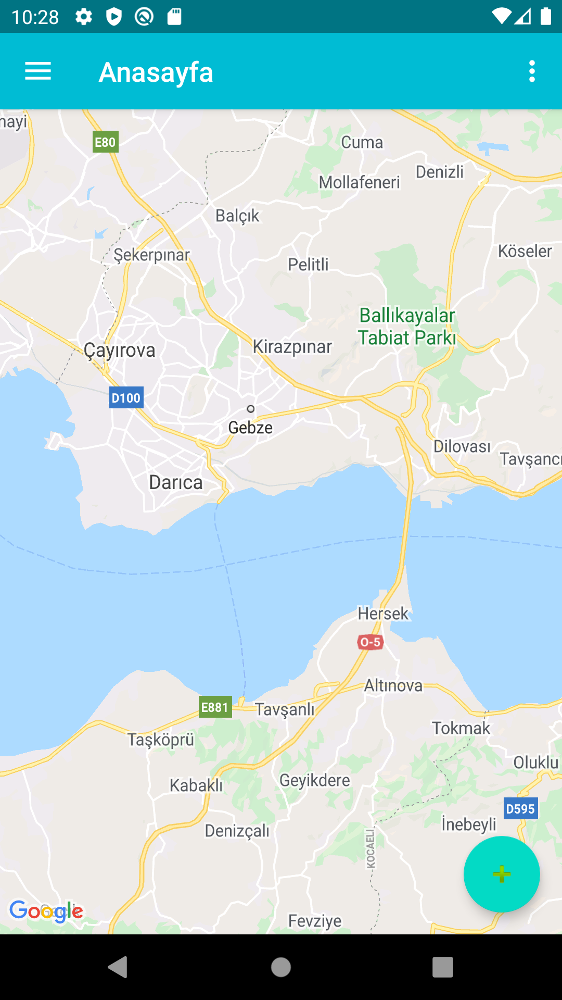 10:28
Anasayfa
nayi
E80
Cuma
Denizli
Mollafeneri
Balçık
Köseler
Şekerpınar
Pelitli
Ballıkayalar
Tabiat Parkı
Kirazpınar
Çayırova
D100
Gebze
Dilovası
Tavşancı
Darıca
Hersek
O-5
Altınova
E881
Tavşanlı
Tokmak
Taşköprü
Oluklu
Geyikdere
Kabaklı
D595
İnebeyli
Denizçalı
KOCAELİ
Google
Fevziye